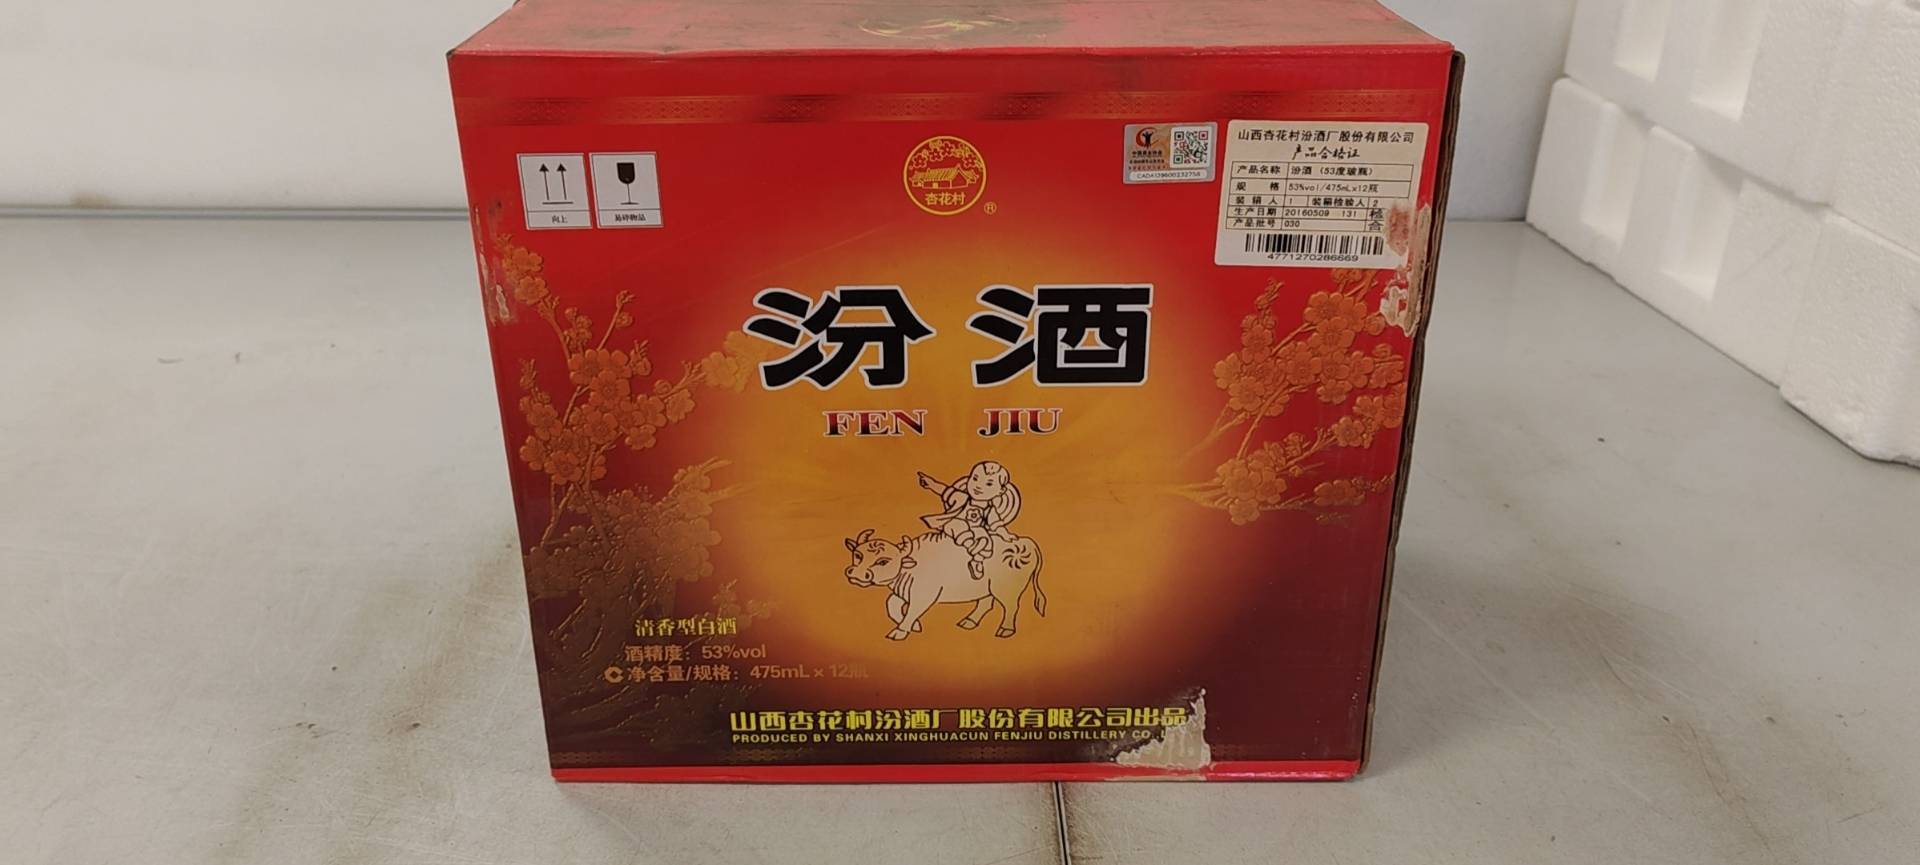 杏花村
®
向上
易碎物品
CADA139600232758
山西杏花村汾酒厂股份有限公司
产品合格证
产品名称 汾酒 (53度玻瓶)
规 格 53%vol/475mL×12瓶
装箱人 1 装箱检验人 2
生产日期 20160509 131 检
产品批号 030 合
4771270286669
汾酒
FEN JIU
清香型白酒
酒精度：53%vol
净含量/规格：475mL×12瓶
山西杏花村汾酒厂股份有限公司出品
PRODUCED BY SHANXI XINGHUACUN FENJIU DISTILLERY CO.,L